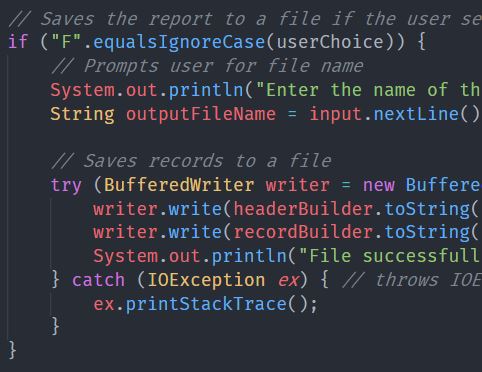 // Saves the report to a file if the user se
if ("F".equalsIgnoreCase(userChoice)) {
// Prompts user for file name
System.out.println("Enter the name of th
String outputFileName = input.nextLine()
// Saves records to a file
try (BufferedWriter writer = new Buffere
writer.write(headerBuilder.toString(
writer.write(recordBuilder.toString(
System.out.println("File successfull
} catch (IOException ex) { // throws IOE
ex.printStackTrace();
}
}